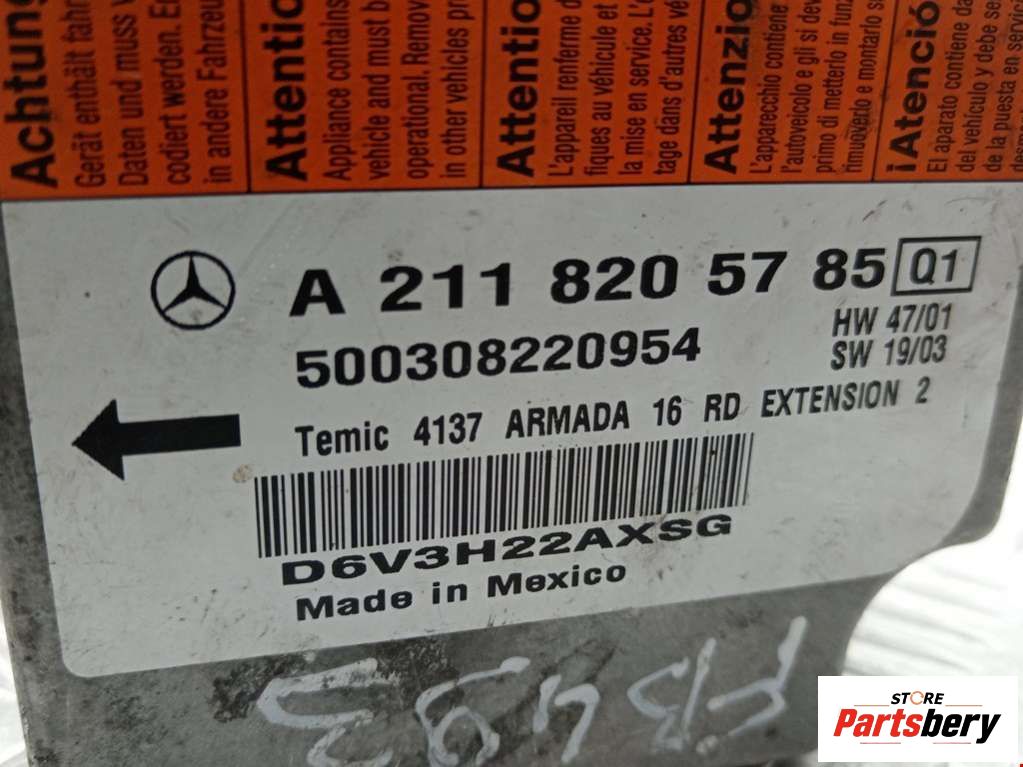 Achtung
Gerät enthält fahr
Daten und muss v
codiert werden. En
in andere Fahrzeu
Attentio
Appliance contains
vehicle and must b
operational. Remov
in other vehicles pro
Attentio
L'appareil renferme d
fiques au véhicule et
la mise en service. L'
tage dans d'autres vé
Attenzio
L'apparecchio contiene
l'autoveicolo e gli si dev
primo di metterlo in funz
rimuoverlo e montarlo s
¡Atenció
El aparato contiene da
del vehículo y debe se
de la puesta en servic
A 211 820 57 85 Q1
500308220954
HW 47/01
SW 19/03
Temic 4137 ARMADA 16 RD EXTENSION 2
D6V3H22AXSG
Made in Mexico
STORE
Partsbery